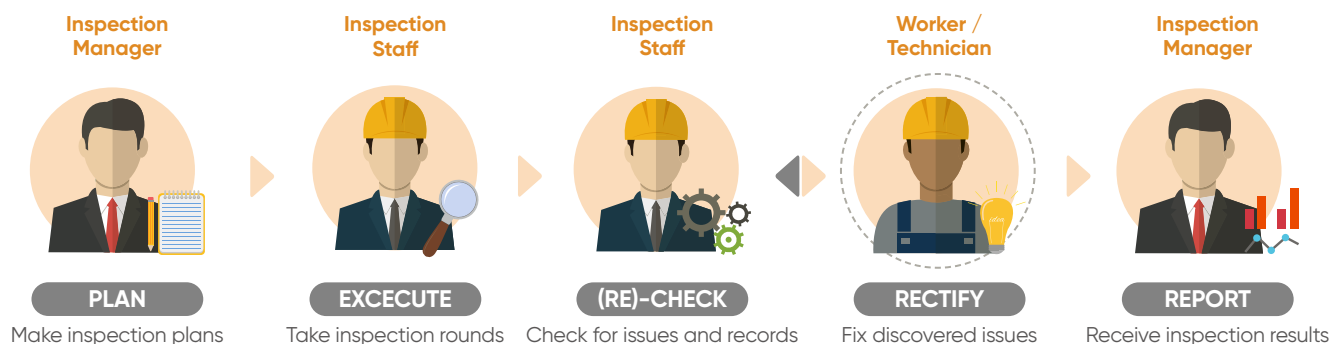 Inspection
Manager
Inspection
Staff
Inspection
Staff
Worker /
Technician
Inspection
Manager
idea
PLAN
EXCECUTE
(RE)-CHECK
RECTIFY
REPORT
Make inspection plans
Take inspection rounds
Check for issues and records
Fix discovered issues
Receive inspection results